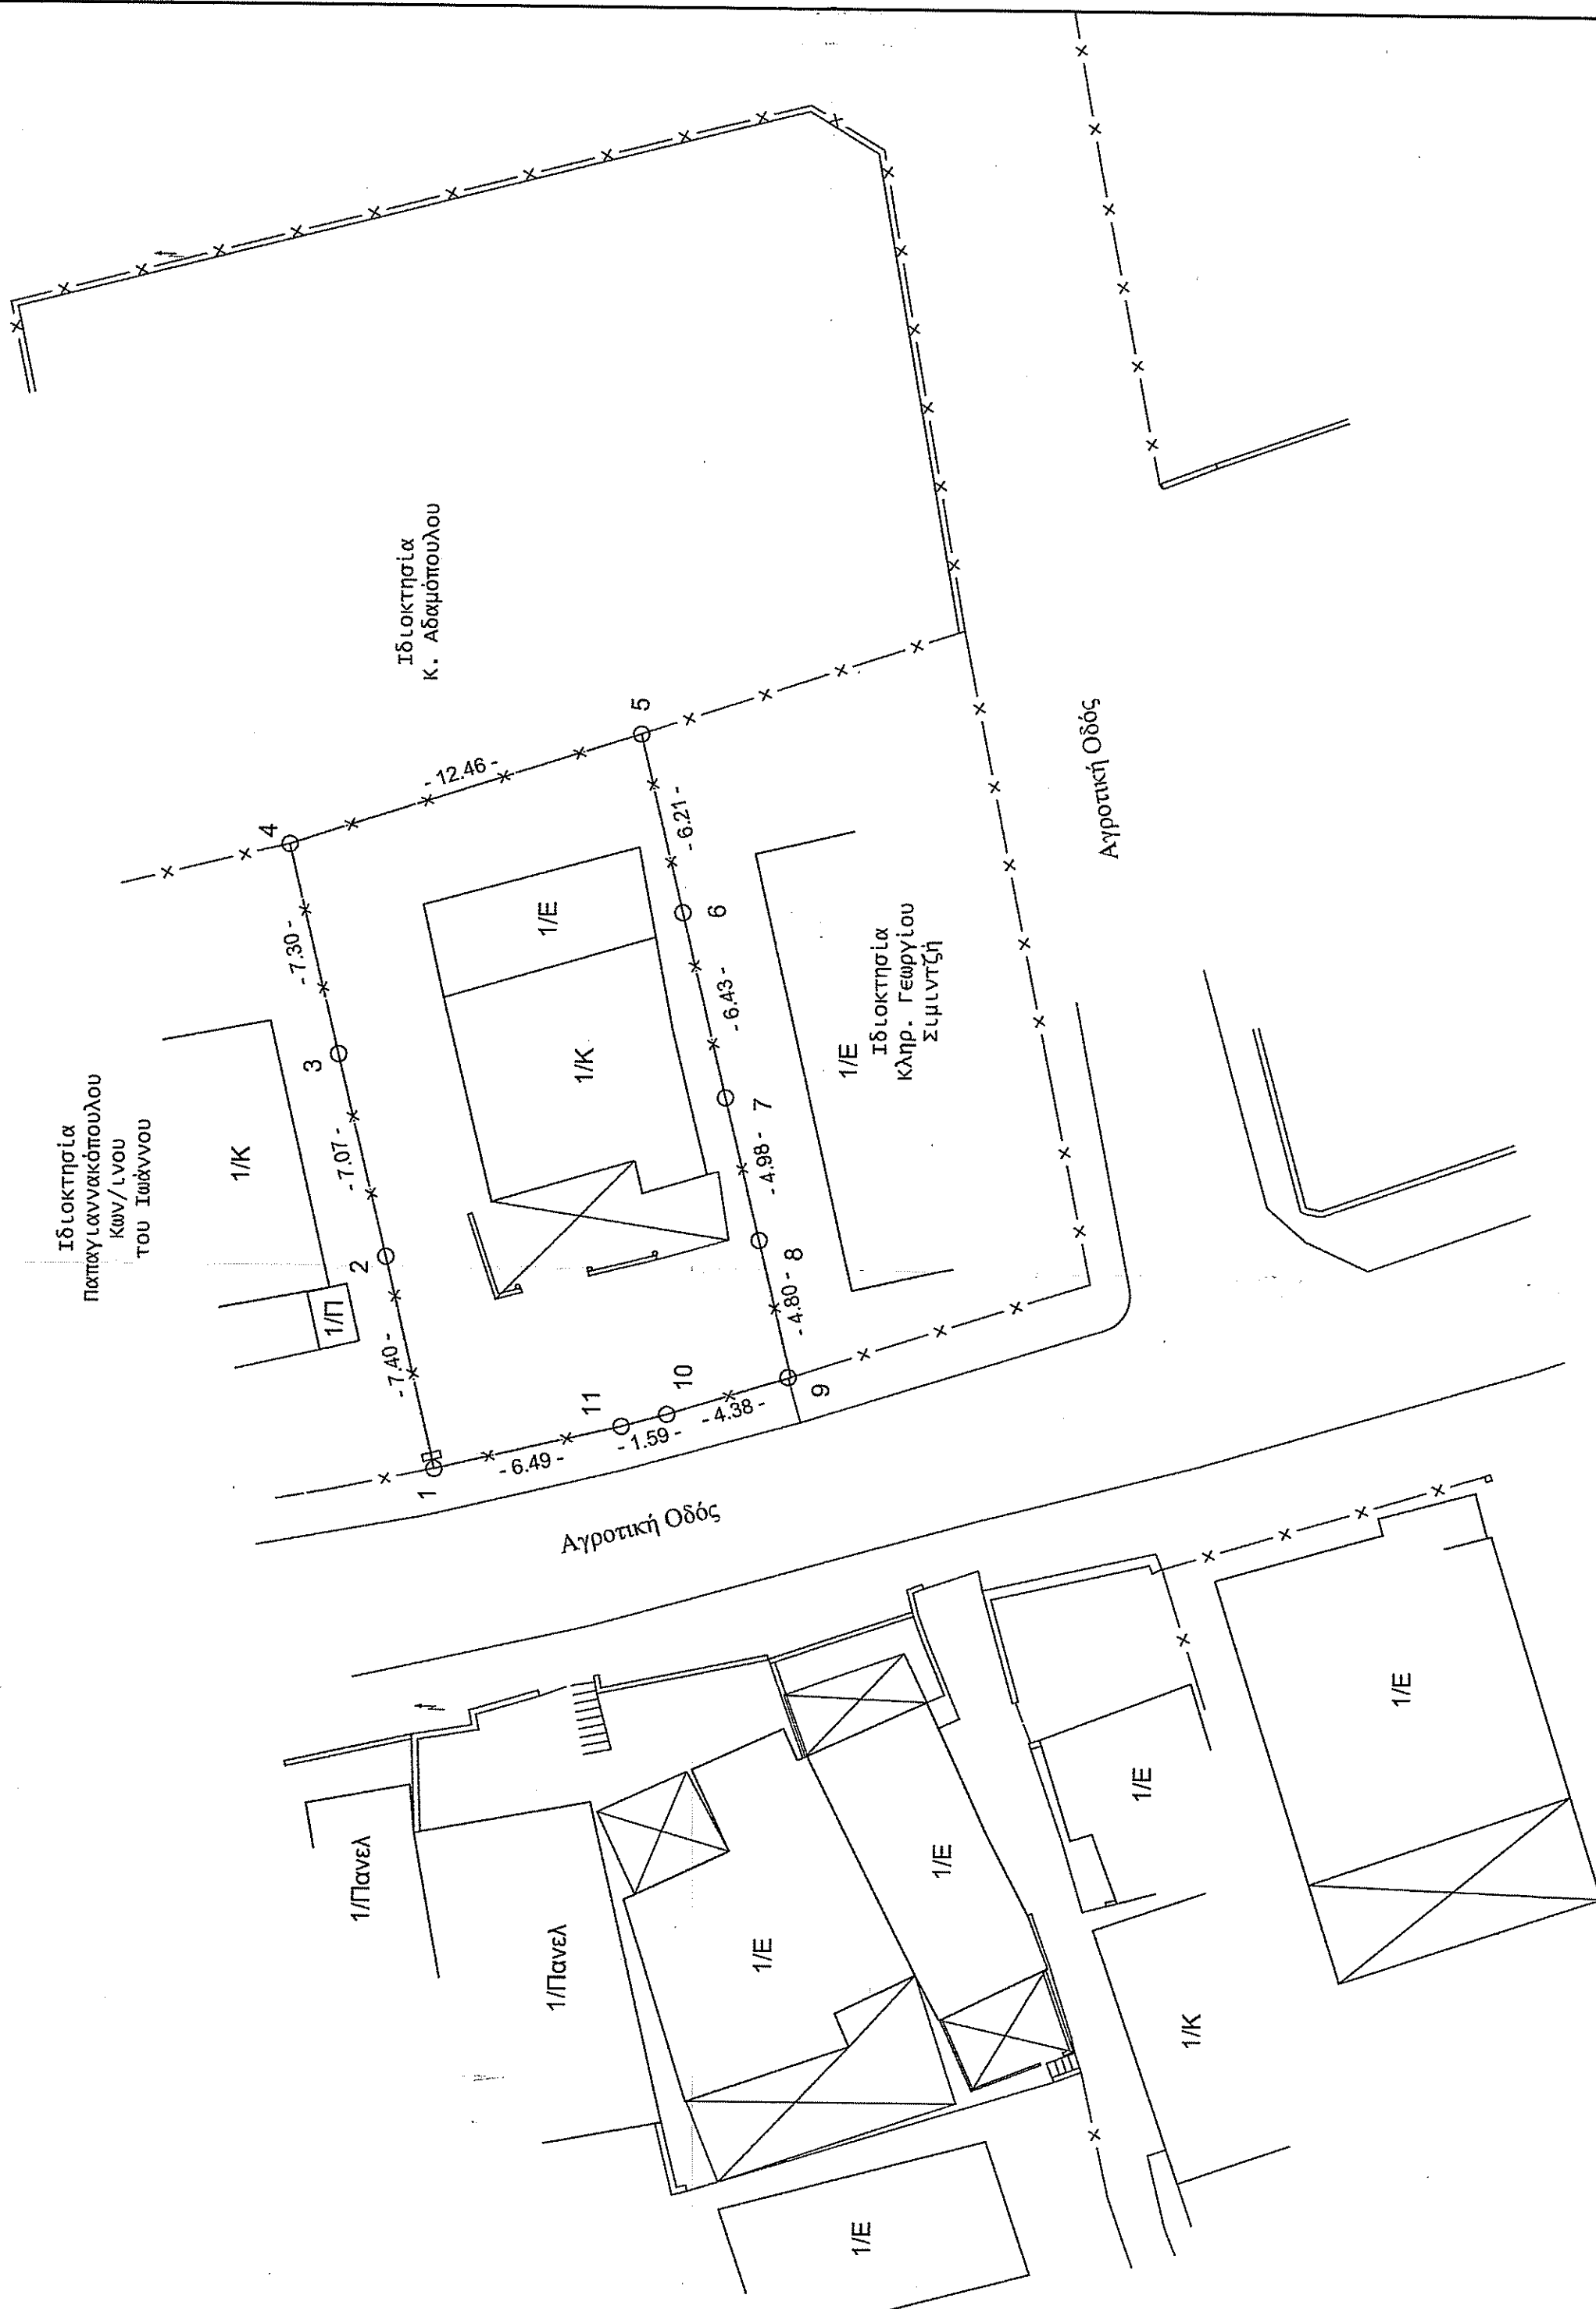 Ιδιοκτησία
Παπαγιαννακόπουλου
Κων/ινου
του Ιωάννου
1/Κ
1/Π
Ιδιοκτησία
Κ. Αδαμόπουλου
1
2
3
4
5
6
7
8
9
10
11
- 7.40 -
- 7.07 -
- 7.30 -
- 12.46 -
- 6.21 -
- 6.43 -
- 4.98 -
- 4.80 -
- 4.38 -
- 1.59 -
- 6.49 -
1/Κ
1/Ε
1/Ε
Ιδιοκτησία
Κληρ. Γεωργίου
Σιμιντζή
Αγροτική Οδός
Αγροτική Οδός
1/Πανελ
1/Πανελ
1/Ε
1/Ε
1/Ε
1/Ε
1/Κ
1/Ε